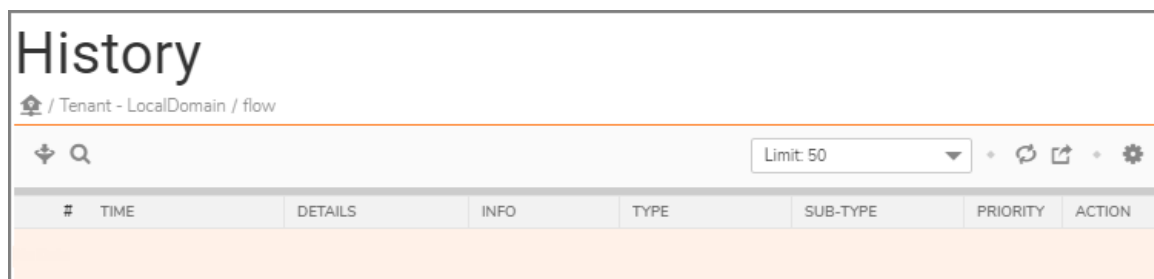 History
/ Tenant - LocalDomain / flow
Limit: 50
# TIME DETAILS INFO TYPE SUB-TYPE PRIORITY ACTION